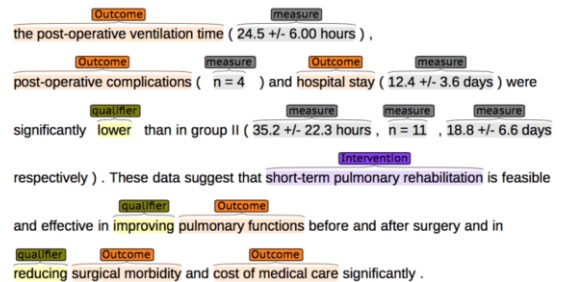 Outcome measure
the post-operative ventilation time ( 24.5 +/- 6.00 hours ) ,
Outcome measure Outcome measure
post-operative complications ( n = 4 ) and hospital stay ( 12.4 +/- 3.6 days ) were
qualifier measure measure measure
significantly lower than in group II ( 35.2 +/- 22.3 hours , n = 11 , 18.8 +/- 6.6 days
Intervention
respectively ) . These data suggest that short-term pulmonary rehabilitation is feasible
qualifier Outcome
and effective in improving pulmonary functions before and after surgery and in
qualifier Outcome Outcome
reducing surgical morbidity and cost of medical care significantly .